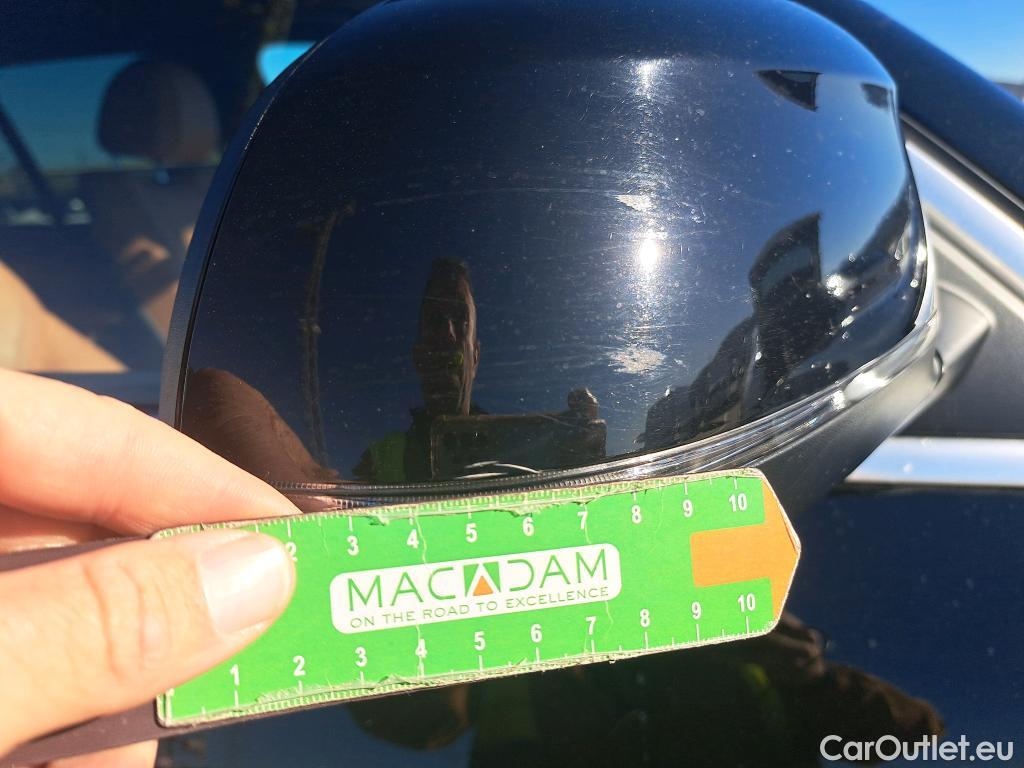 2 3 4 5 6 7 8 9 10
MACADAM
ON THE ROAD TO EXCELLENCE
1 2 3 4 5 6 7 8 9 10
CarOutlet.eu